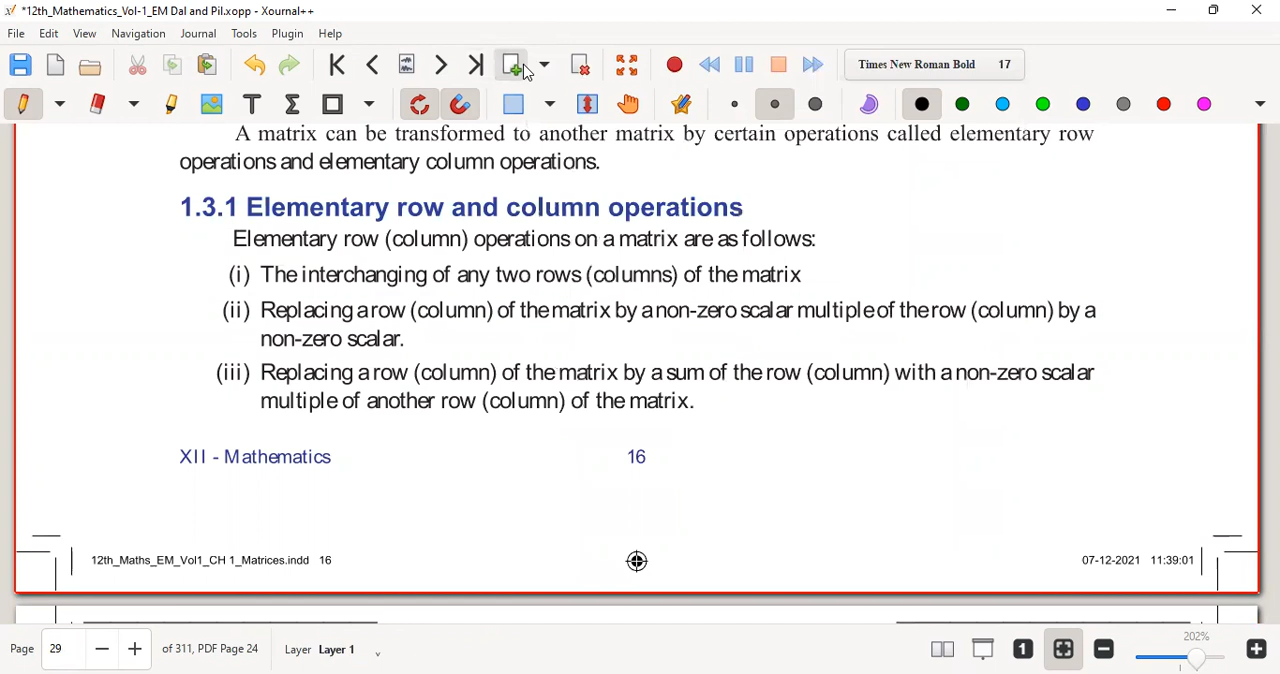 *12th_Mathematics_Vol-1_EM Dal and Pil.xopp - Xournal++
File Edit View Navigation Journal Tools Plugin Help
Times New Roman Bold 17
A matrix can be transformed to another matrix by certain operations called elementary row
operations and elementary column operations.
1.3.1 Elementary row and column operations
Elementary row (column) operations on a matrix are as follows:
(i) The interchanging of any two rows (columns) of the matrix
(ii) Replacing a row (column) of the matrix by a non-zero scalar multiple of the row (column) by a
non-zero scalar.
(iii) Replacing a row (column) of the matrix by a sum of the row (column) with a non-zero scalar
multiple of another row (column) of the matrix.
XII - Mathematics 16
12th_Maths_EM_Vol1_CH 1_Matrices.indd 16 07-12-2021 11:39:01
Page 29 of 311, PDF Page 24 Layer Layer 1 1 202%